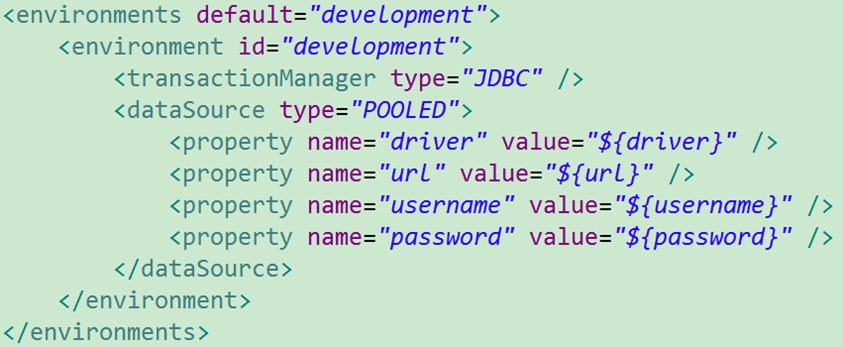 <environments default="development">
    <environment id="development">
        <transactionManager type="JDBC" />
        <dataSource type="POOLED">
            <property name="driver" value="${driver}" />
            <property name="url" value="${url}" />
            <property name="username" value="${username}" />
            <property name="password" value="${password}" />
        </dataSource>
    </environment>
</environments>